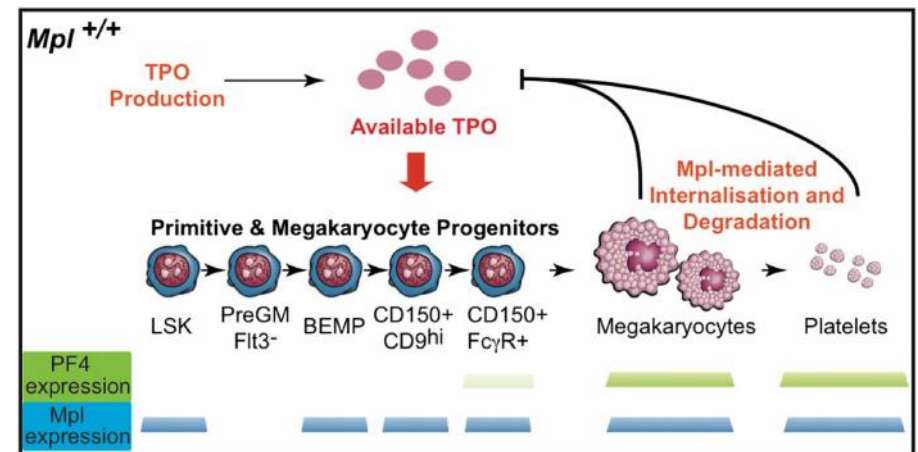 Mpl +/+
TPO
Production
Available TPO
Mpl-mediated
Internalisation and
Degradation
Primitive & Megakaryocyte Progenitors
LSK
PreGM
Flt3-
BEMP
CD150+
CD9hi
CD150+
FcγR+
Megakaryocytes
Platelets
PF4
expression
Mpl
expression